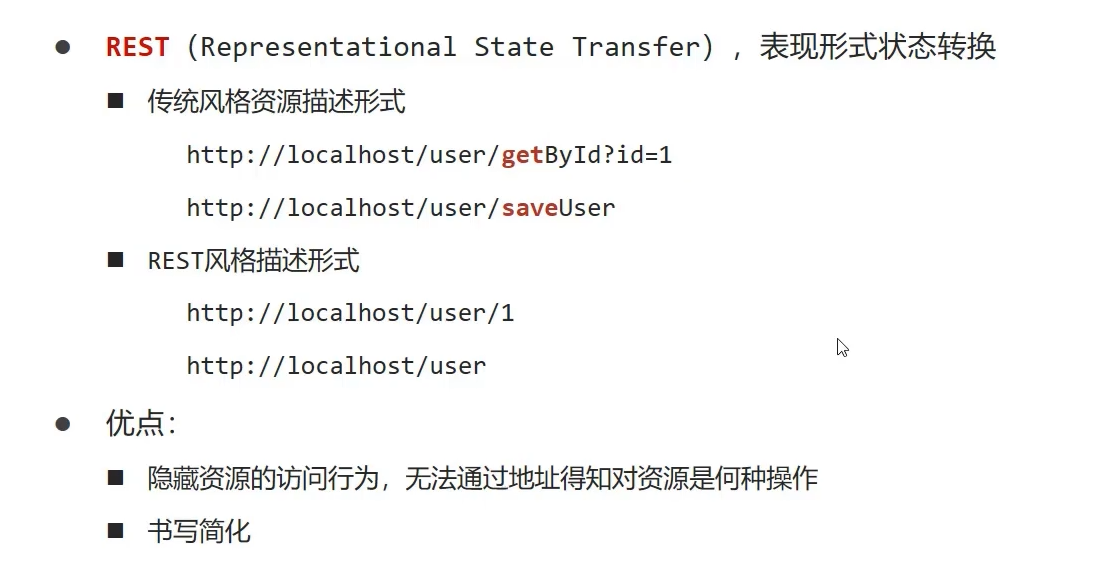 REST（Representational State Transfer），表现形式状态转换
传统风格资源描述形式
http://localhost/user/getById?id=1
http://localhost/user/saveUser
REST风格描述形式
http://localhost/user/1
http://localhost/user
优点：
隐藏资源的访问行为，无法通过地址得知对资源是何种操作
书写简化